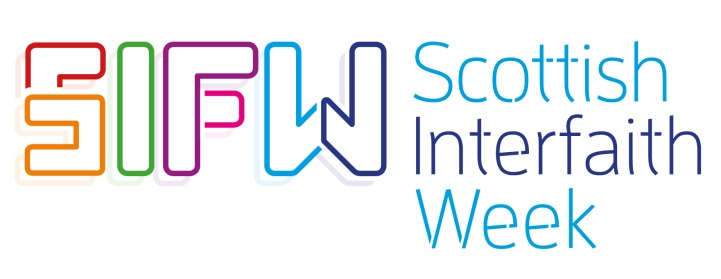 SIFW
Scottish
Interfaith
Week